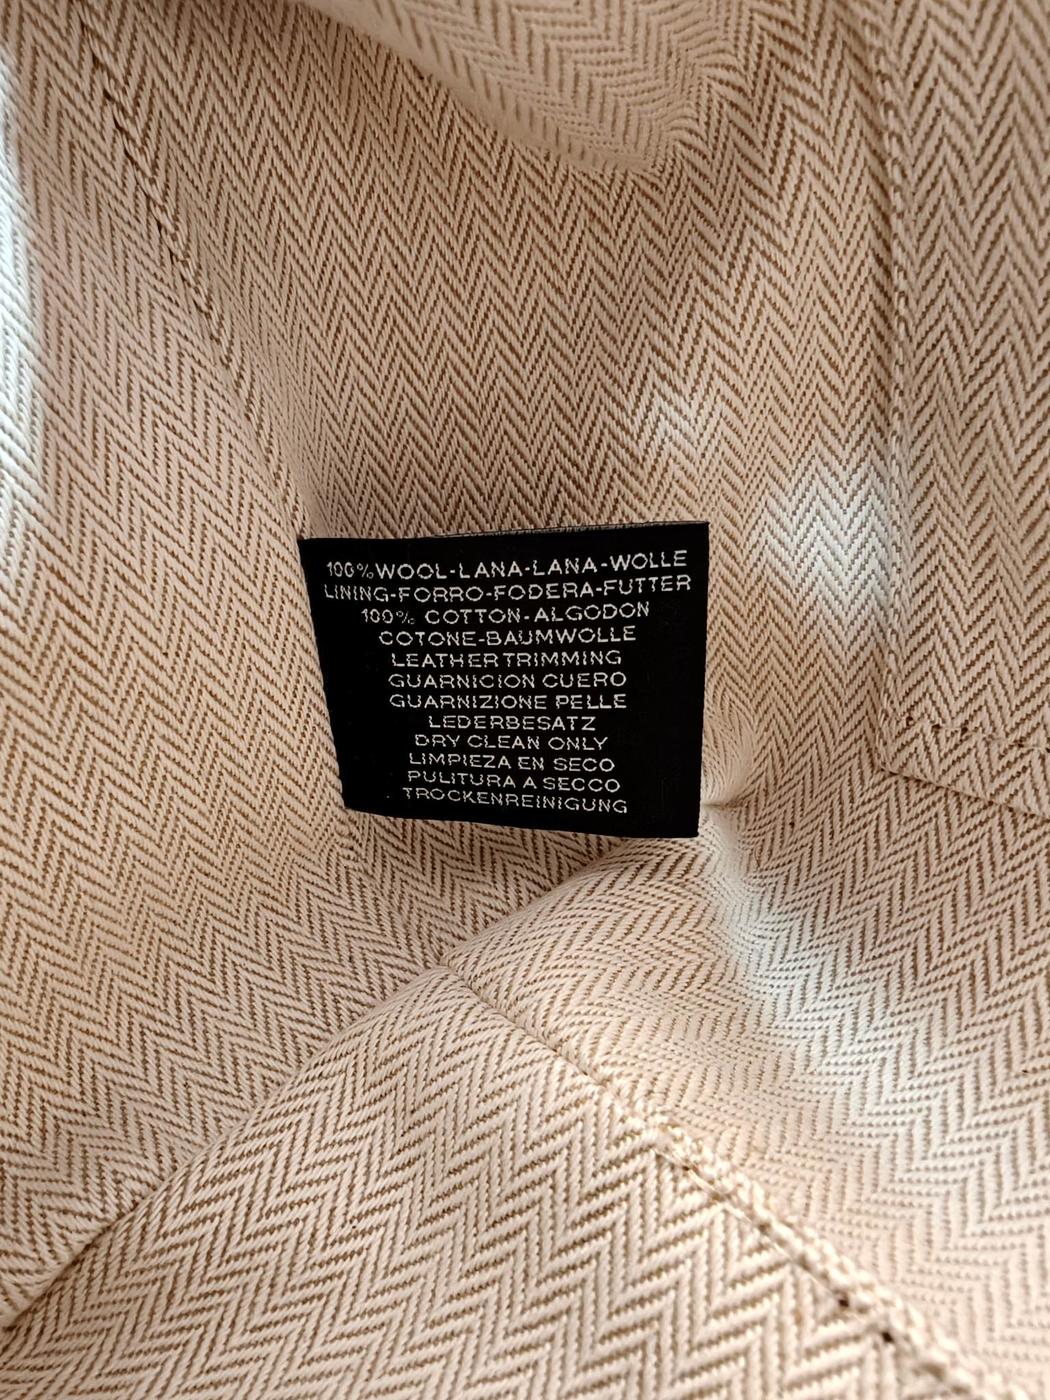 100%WOOL-LANA-LANA-WOLLE
LINING-FORRO-FODERA-FUTTER
100% COTTON-ALGODON
COTONE-BAUMWOLLE
LEATHER TRIMMING
GUARNICION CUERO
GUARNIZIONE PELLE
LEDERBESATZ
DRY CLEAN ONLY
LIMPIEZA EN SECO
PULITURA A SECCO
TROCKENREINIGUNG